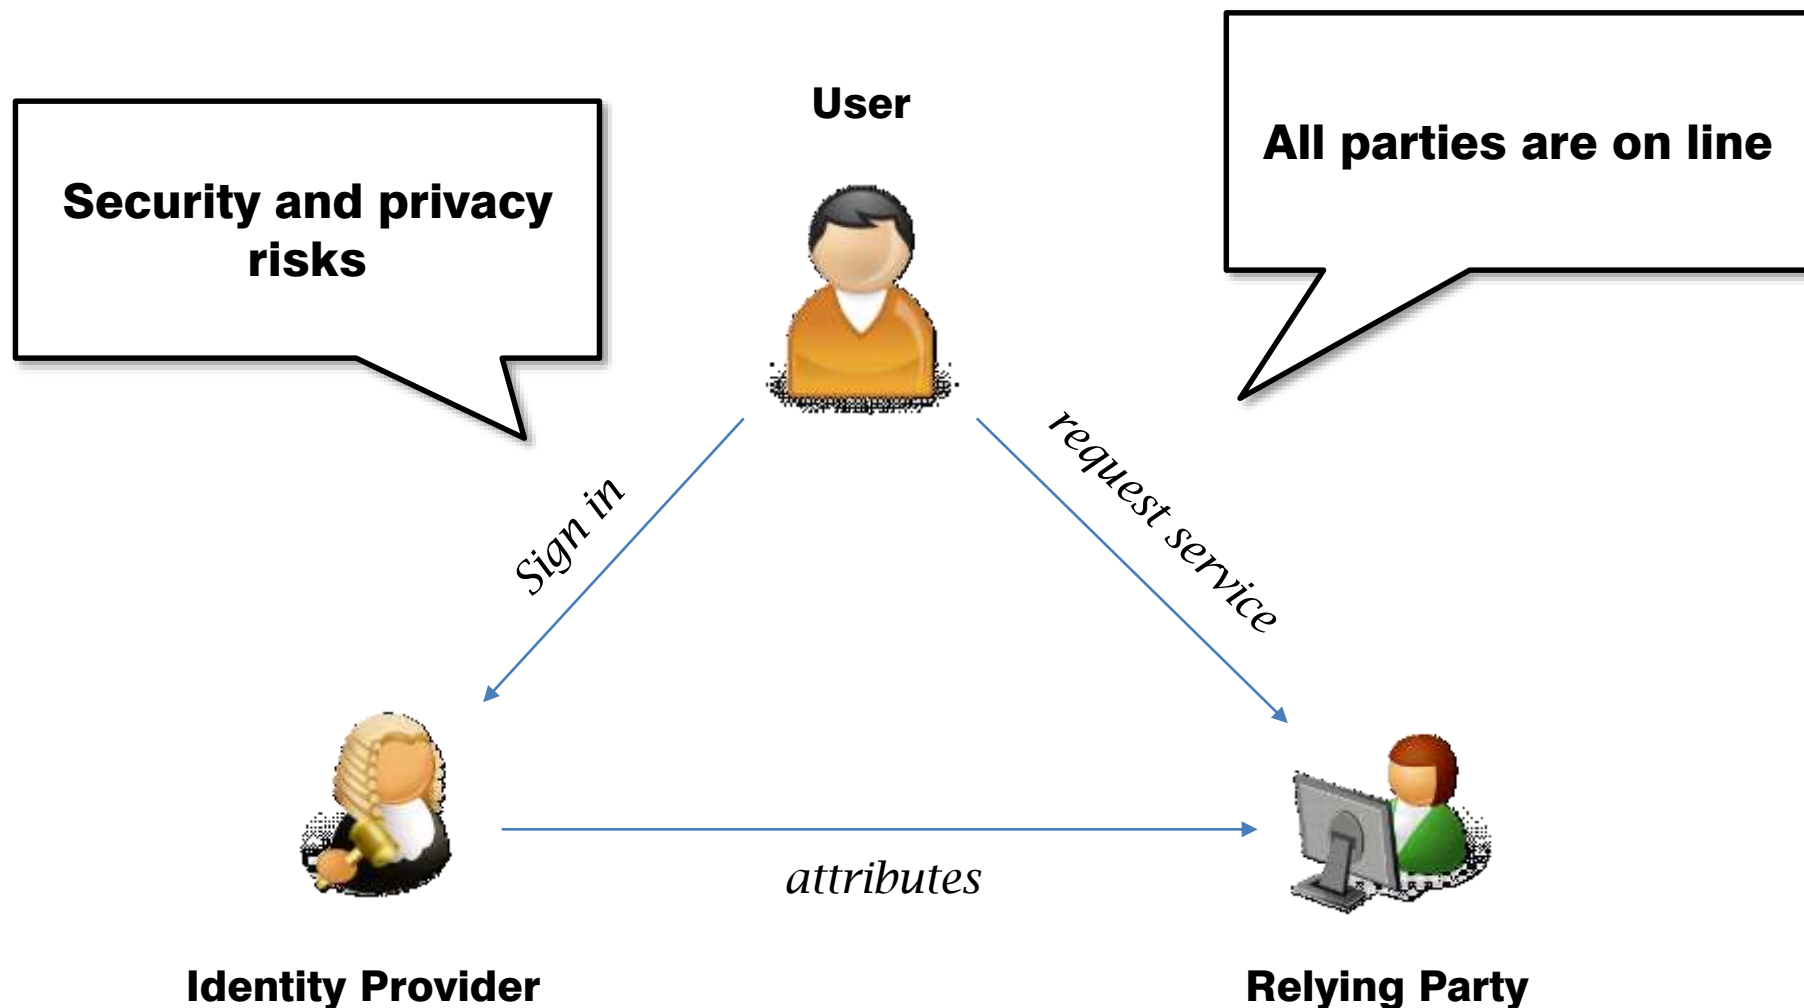 User
All parties are on line
Security and privacy
risks
request service
Sign in
attributes
Identity Provider
Relying Party